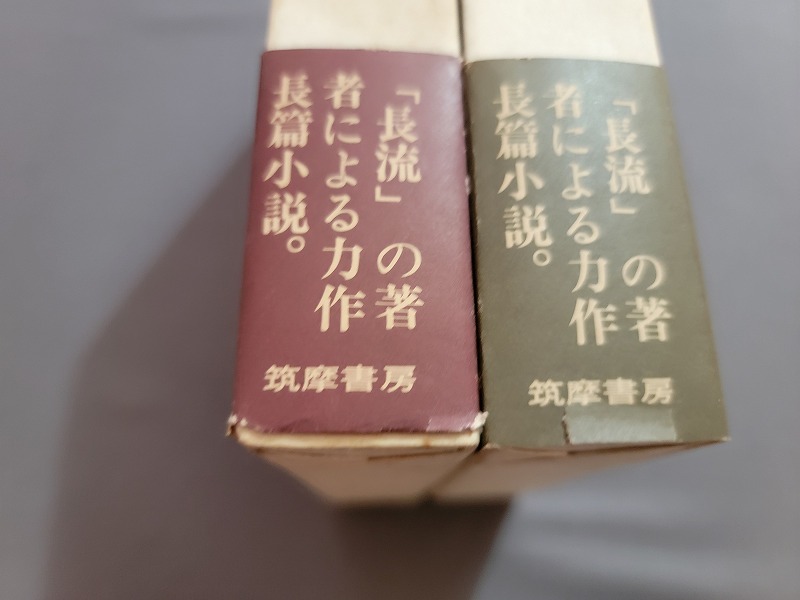 「長流」の著
者による力作
長篇小説。
筑摩書房
「長流」の著
者による力作
長篇小説。
筑摩書房